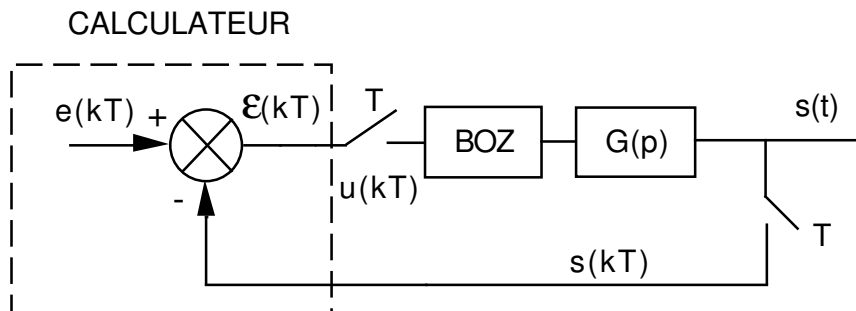 CALCULATEUR
e(kT)
+
ε(kT)
T
BOZ
G(p)
s(t)
-
u(kT)
T
s(kT)